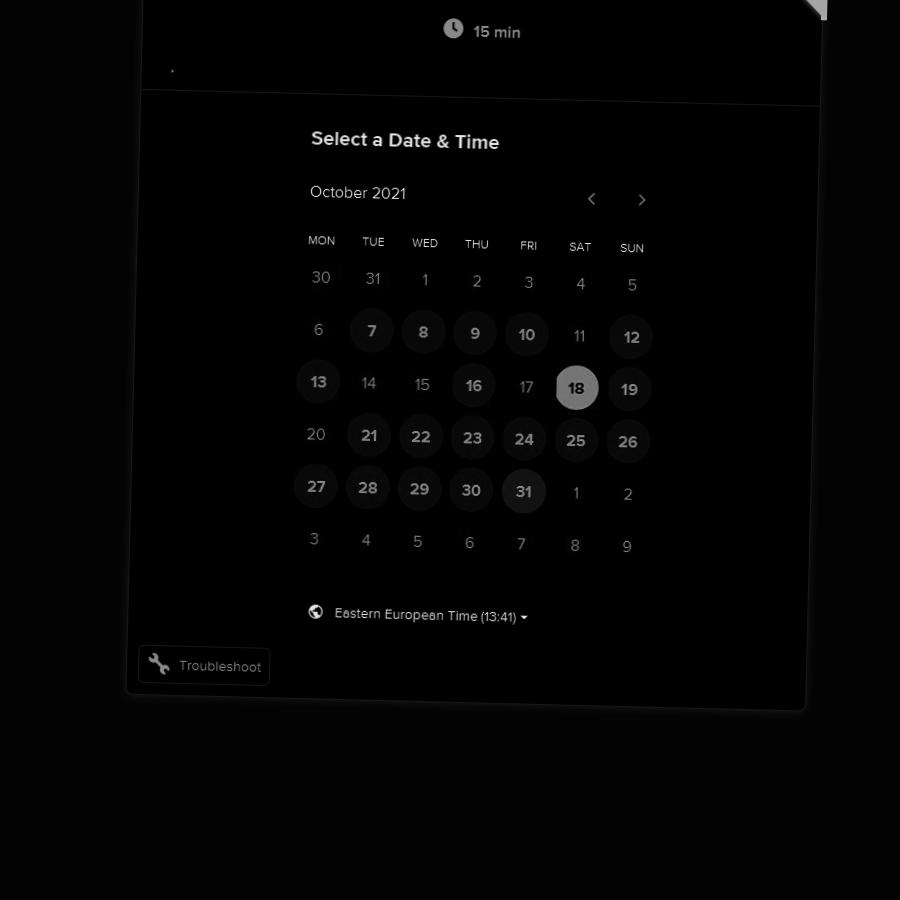 15 min
.
Select a Date & Time
October 2021
MON TUE WED THU FRI SAT SUN
30 31 1 2 3 4 5
6 7 8 9 10 11 12
13 14 15 16 17 18 19
20 21 22 23 24 25 26
27 28 29 30 31 1 2
3 4 5 6 7 8 9
Eastern European Time (13:41)
Troubleshoot